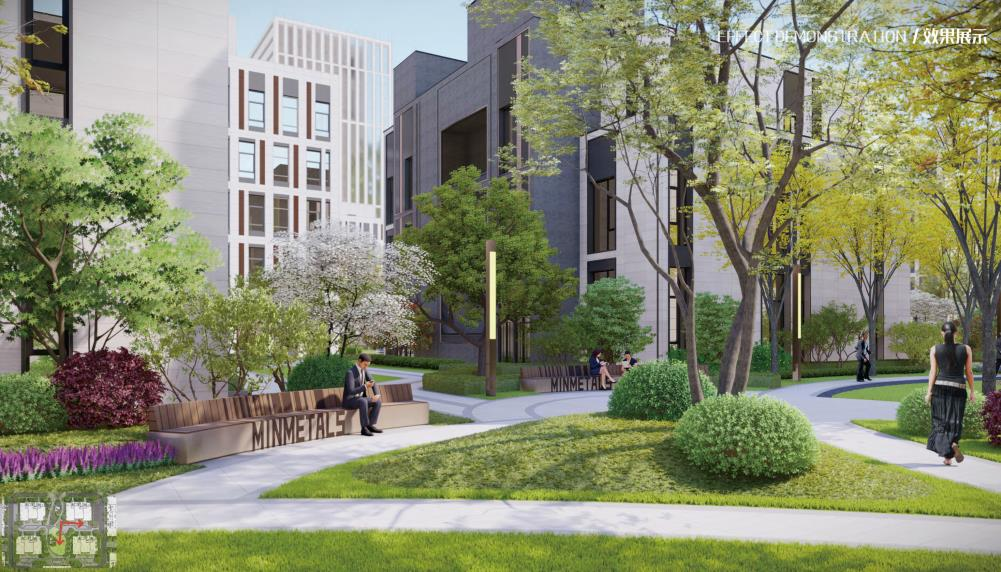 EFFECT DEMONSTRATION / 效果展示
MINMETALS
MINMETALS